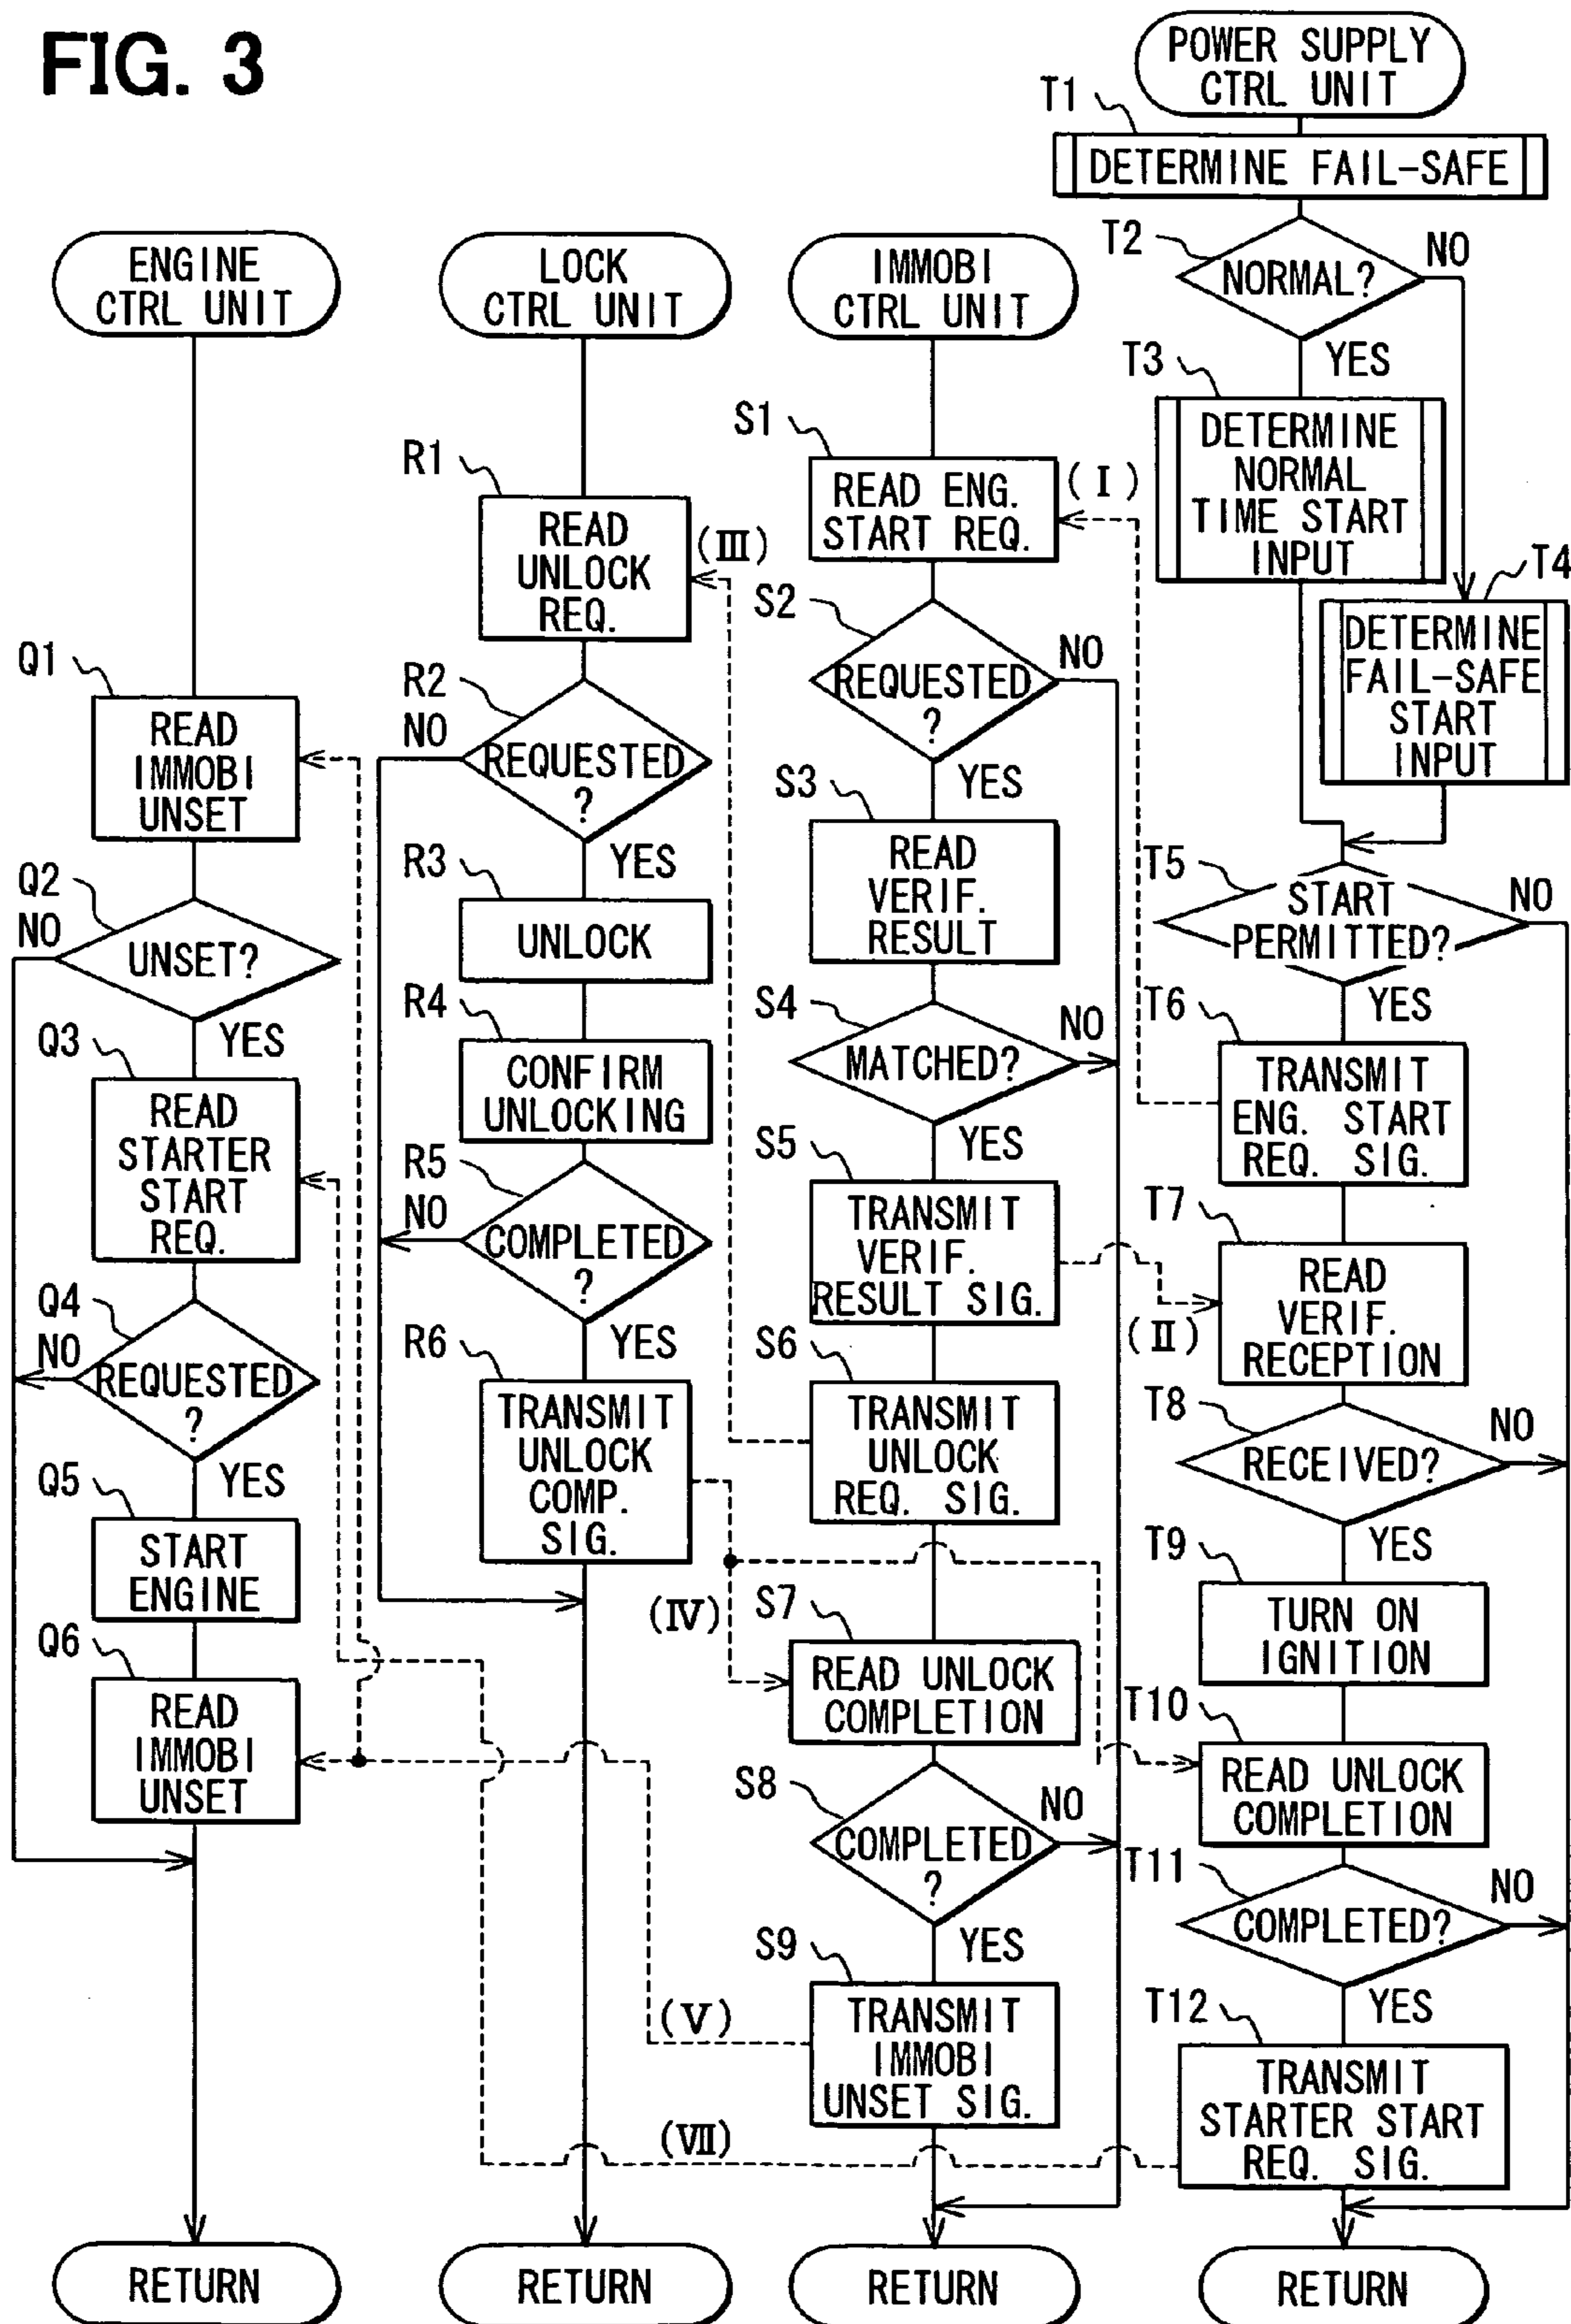 FIG. 3
ENGINE
CTRL UNIT
Q1
READ
IMMOBI
UNSET
Q2
NO
UNSET?
YES
Q3
READ
STARTER
START
REQ.
Q4
NO
REQUESTED
?
YES
Q5
START
ENGINE
Q6
READ
IMMOBI
UNSET
RETURN
LOCK
CTRL UNIT
R1
READ
UNLOCK
REQ.
(III)
R2
NO
REQUESTED
?
YES
R3
UNLOCK
R4
CONFIRM
UNLOCKING
R5
NO
COMPLETED
?
YES
R6
TRANSMIT
UNLOCK
COMP.
SIG.
(IV)
(V)
(VII)
RETURN
IMMOBI
CTRL UNIT
S1
READ ENG.
START REQ.
(I)
S2
NO
REQUESTED
?
YES
S3
READ
VERIF.
RESULT
S4
NO
MATCHED?
YES
S5
TRANSMIT
VERIF.
RESULT SIG.
(II)
S6
TRANSMIT
UNLOCK
REQ. SIG.
S7
READ UNLOCK
COMPLETION
S8
NO
COMPLETED
?
YES
S9
TRANSMIT
IMMOBI
UNSET SIG.
RETURN
POWER SUPPLY
CTRL UNIT
T1
DETERMINE FAIL-SAFE
T2
NO
NORMAL?
YES
T3
DETERMINE
NORMAL
TIME START
INPUT
T4
DETERMINE
FAIL-SAFE
START
INPUT
T5
NO
START
PERMITTED?
YES
T6
TRANSMIT
ENG. START
REQ. SIG.
T7
READ
VERIF.
RECEPTION
T8
NO
RECEIVED?
YES
T9
TURN ON
IGNITION
T10
READ UNLOCK
COMPLETION
T11
NO
COMPLETED?
YES
T12
TRANSMIT
STARTER START
REQ. SIG.
RETURN